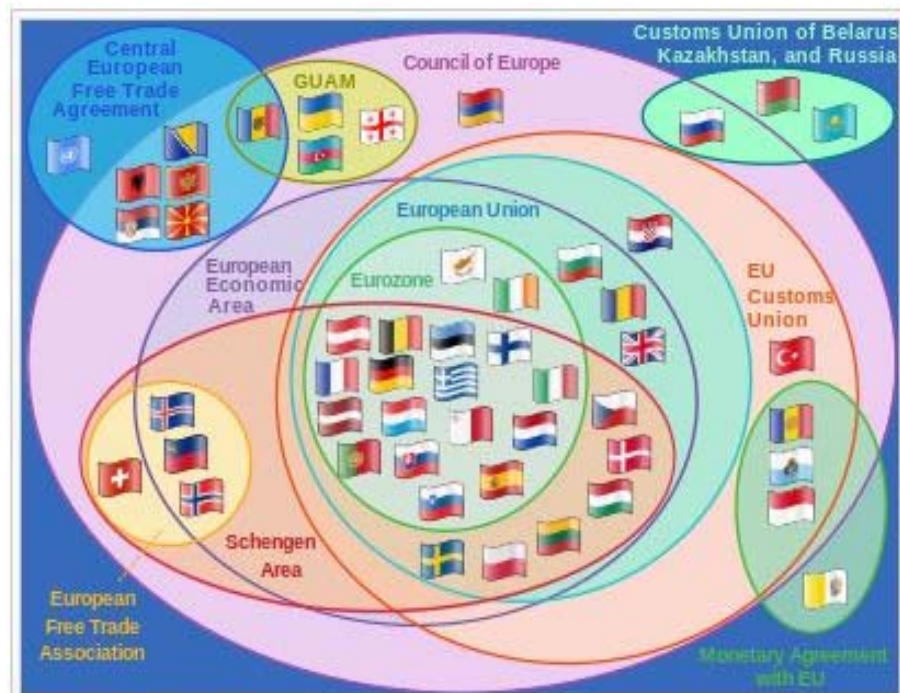 Central
European
Free Trade
Agreement
GUAM
Council of Europe
Customs Union of Belarus
Kazakhstan, and Russia
European Union
European
Economic
Area
Eurozone
EU
Customs
Union
Schengen
Area
European
Free Trade
Association
Monetary Agreement
with EU